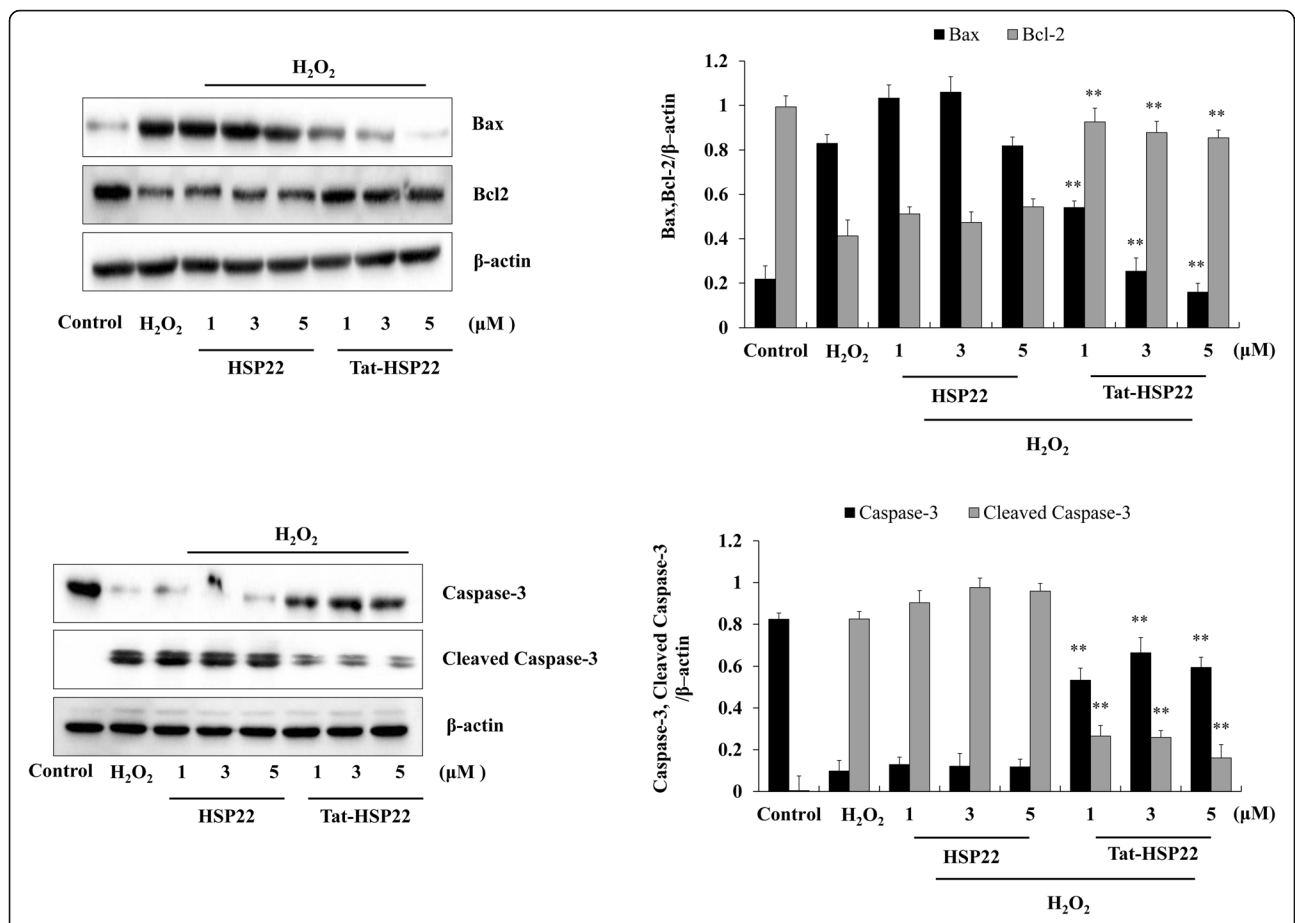 H₂O₂
Bax
Bcl2
β-actin
Control H₂O₂ 1 3 5 1 3 5 (μM )
HSP22 Tat-HSP22
Bax Bcl-2
Bax,Bcl-2/β−actin
1.2
1
0.8
0.6
0.4
0.2
0
** ** **
**
**
**
Control H₂O₂ 1 3 5 1 3 5 (μM)
HSP22 Tat-HSP22
H₂O₂
H₂O₂
Caspase-3
Cleaved Caspase-3
β-actin
Control H₂O₂ 1 3 5 1 3 5 (μM )
HSP22 Tat-HSP22
Caspase-3 Cleaved Caspase-3
Caspase-3, Cleaved Caspase-3
/β−actin
1.2
1
0.8
0.6
0.4
0.2
0
** ** **
** ** **
Control H₂O₂ 1 3 5 1 3 5 (μM)
HSP22 Tat-HSP22
H₂O₂